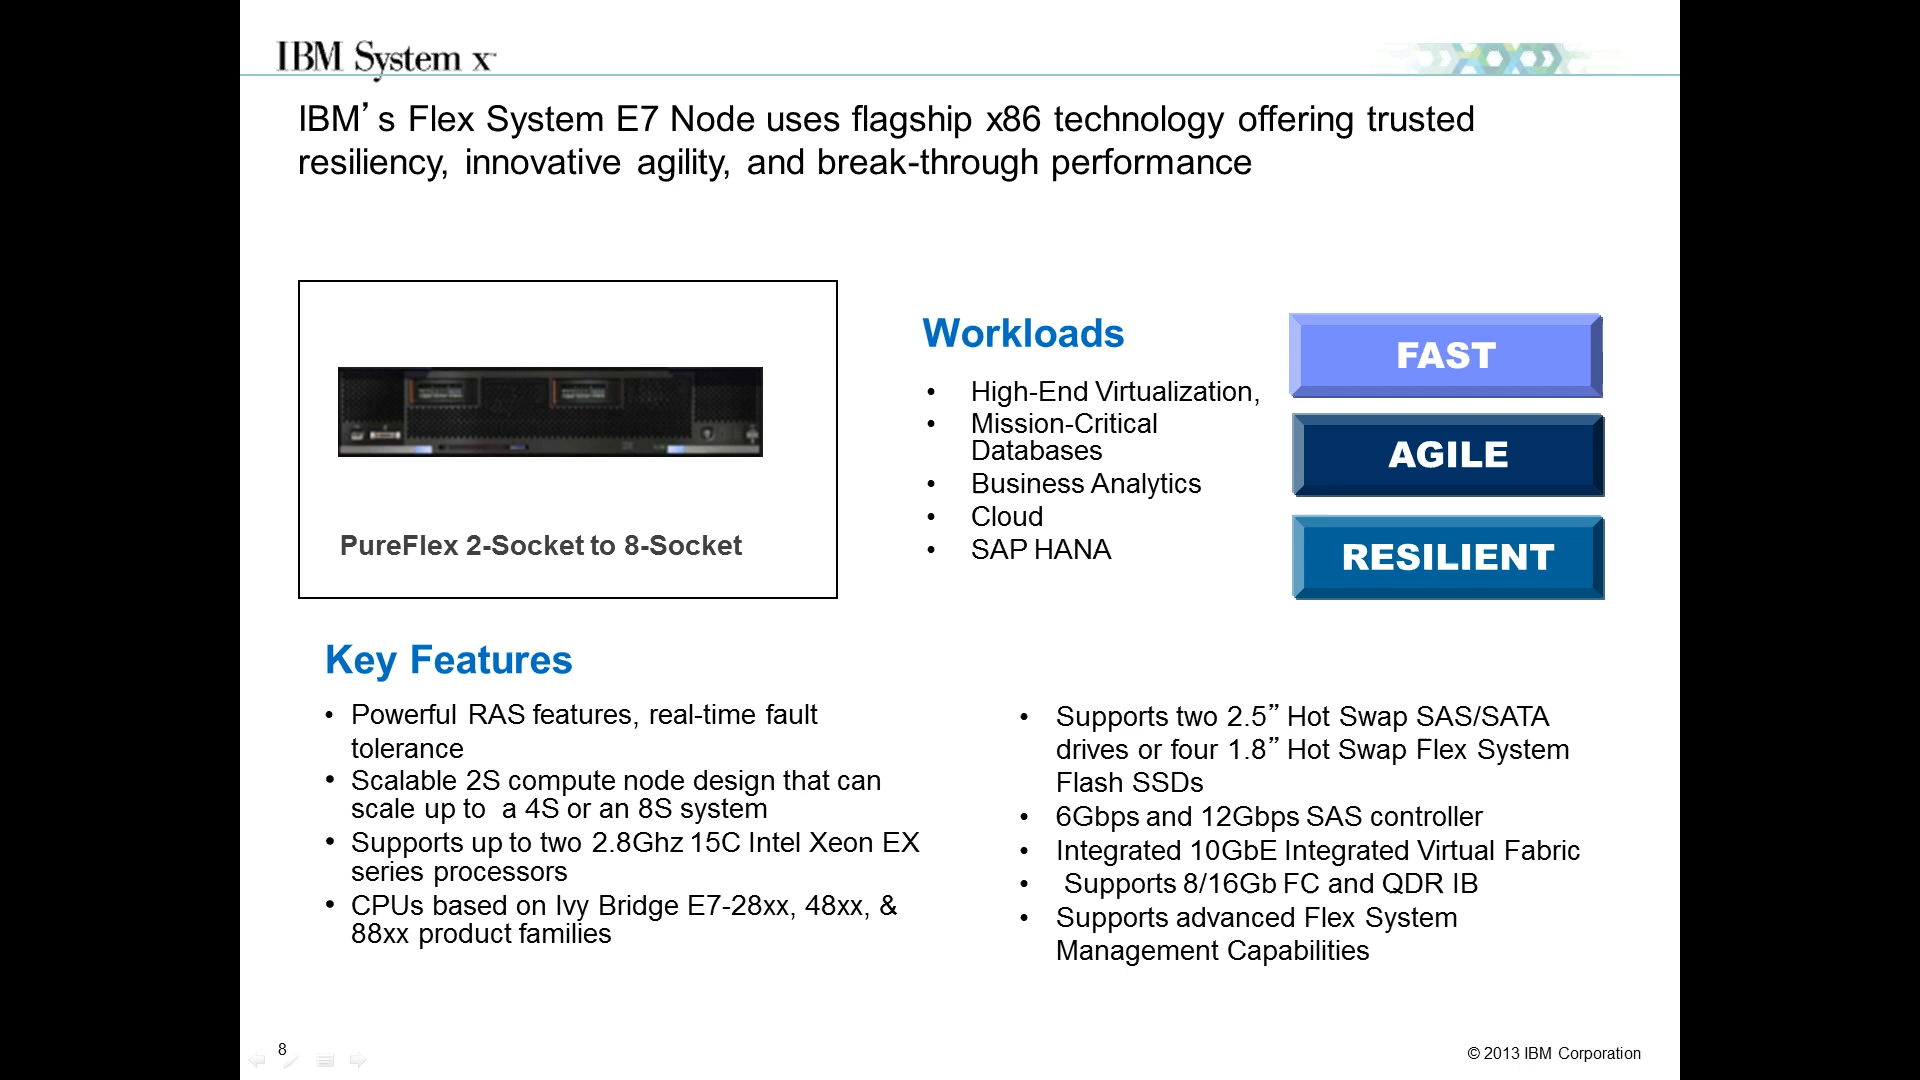 IBM System x™
IBM’s Flex System E7 Node uses flagship x86 technology offering trusted
resiliency, innovative agility, and break-through performance
PureFlex 2-Socket to 8-Socket
Workloads
• High-End Virtualization,
• Mission-Critical
Databases
• Business Analytics
• Cloud
• SAP HANA
FAST
AGILE
RESILIENT
Key Features
• Powerful RAS features, real-time fault
tolerance
• Scalable 2S compute node design that can
scale up to a 4S or an 8S system
• Supports up to two 2.8Ghz 15C Intel Xeon EX
series processors
• CPUs based on Ivy Bridge E7-28xx, 48xx, &
88xx product families
• Supports two 2.5” Hot Swap SAS/SATA
drives or four 1.8” Hot Swap Flex System
Flash SSDs
• 6Gbps and 12Gbps SAS controller
• Integrated 10GbE Integrated Virtual Fabric
• Supports 8/16Gb FC and QDR IB
• Supports advanced Flex System
Management Capabilities
8
© 2013 IBM Corporation